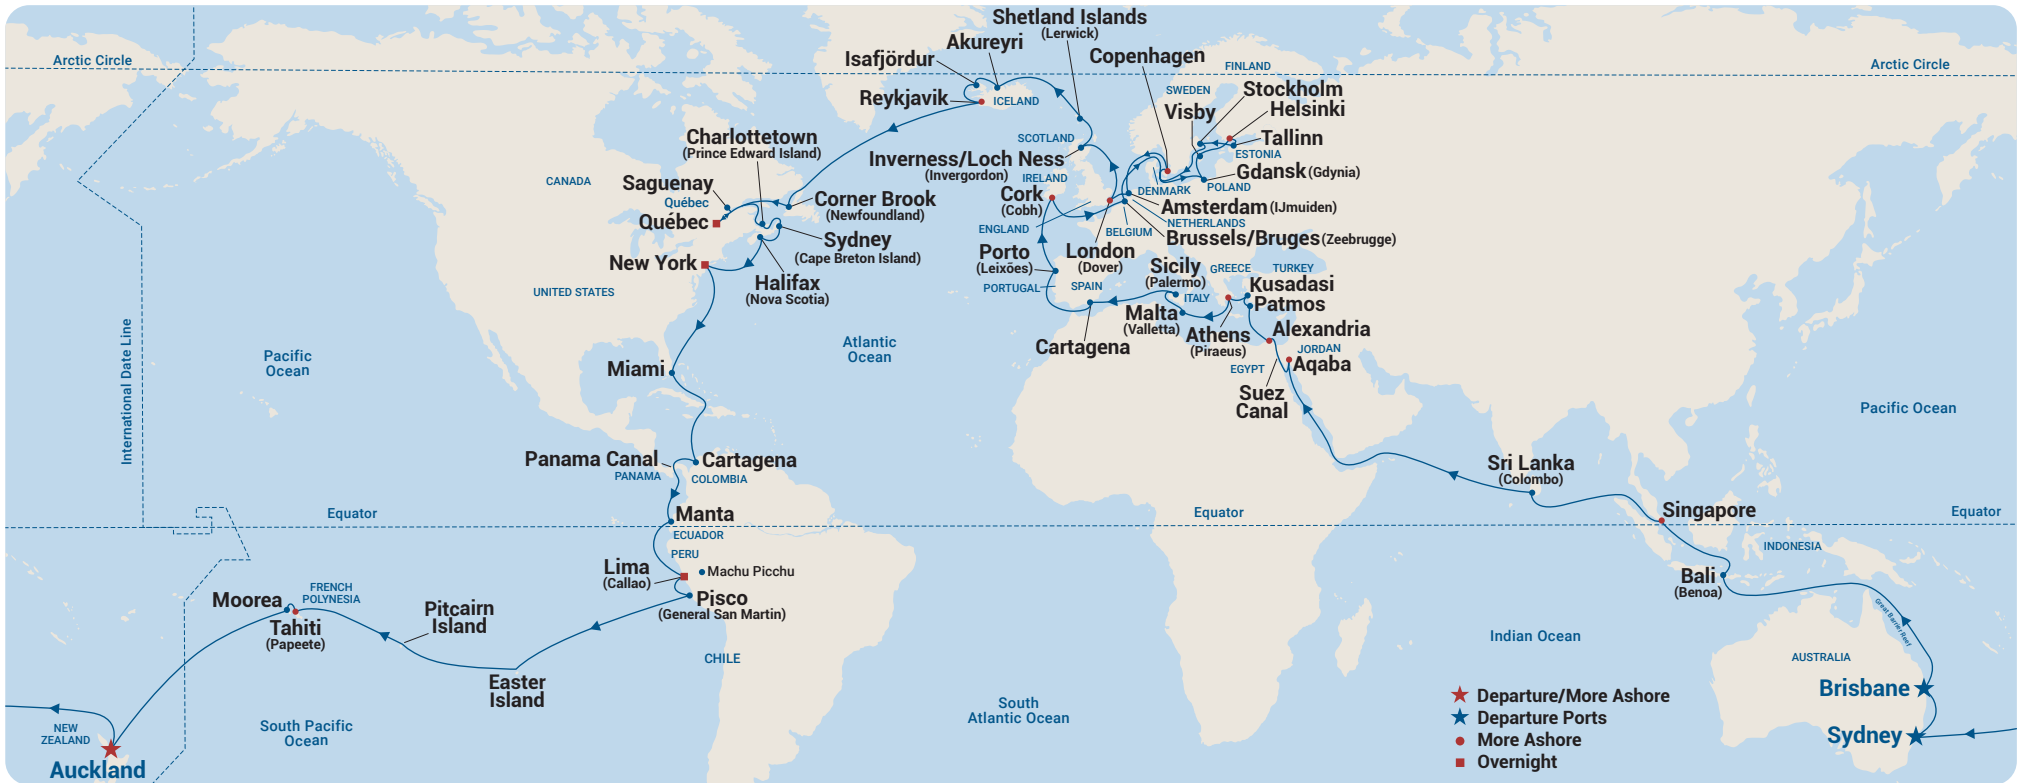 Shetland Islands
(Lerwick)
Akureyri
Isafjördur
Copenhagen
Arctic Circle
FINLAND
Arctic Circle
Reykjavik
ICELAND
SWEDEN
Stockholm
Visby
Helsinki
Charlottetown
(Prince Edward Island)
SCOTLAND
Tallinn
ESTONIA
Inverness/Loch Ness
(Invergordon)
Gdansk (Gdynia)
CANADA
Saguenay
Québec
Québec
Corner Brook
(Newfoundland)
IRELAND
Cork
(Cobh)
DENMARK
POLAND
Amsterdam (IJmuiden)
ENGLAND
NETHERLANDS
BELGIUM
Brussels/Bruges (Zeebrugge)
Sydney
(Cape Breton Island)
New York
Halifax
(Nova Scotia)
Porto
(Leixões)
London
(Dover)
Sicily
(Palermo)
GREECE
TURKEY
UNITED STATES
PORTUGAL
SPAIN
ITALY
Kusadasi
Patmos
Malta
(Valletta)
Athens
(Piraeus)
Alexandria
Cartagena
JORDAN
EGYPT
Aqaba
Suez
Canal
International Date Line
Pacific
Ocean
Atlantic
Ocean
Miami
Pacific Ocean
Panama Canal
PANAMA
Cartagena
COLOMBIA
Sri Lanka
(Colombo)
Equator
Manta
Equator
Singapore
Equator
ECUADOR
PERU
INDONESIA
Lima
(Callao)
Machu Picchu
Bali
(Benoa)
FRENCH
POLYNESIA
Moorea
Tahiti
(Papeete)
Pitcairn
Island
Pisco
(General San Martin)
Great Barrier Reef
Indian Ocean
CHILE
AUSTRALIA
Easter
Island
Brisbane
South
Atlantic Ocean
NEW
ZEALAND
South Pacific
Ocean
Sydney
Auckland
Departure/More Ashore
Departure Ports
More Ashore
Overnight